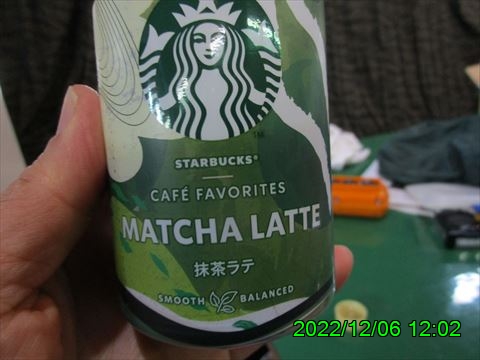 STARBUCKS®
CAFÉ FAVORITES
MATCHA LATTE
抹茶ラテ
SMOOTH BALANCED
2022/12/06 12:02